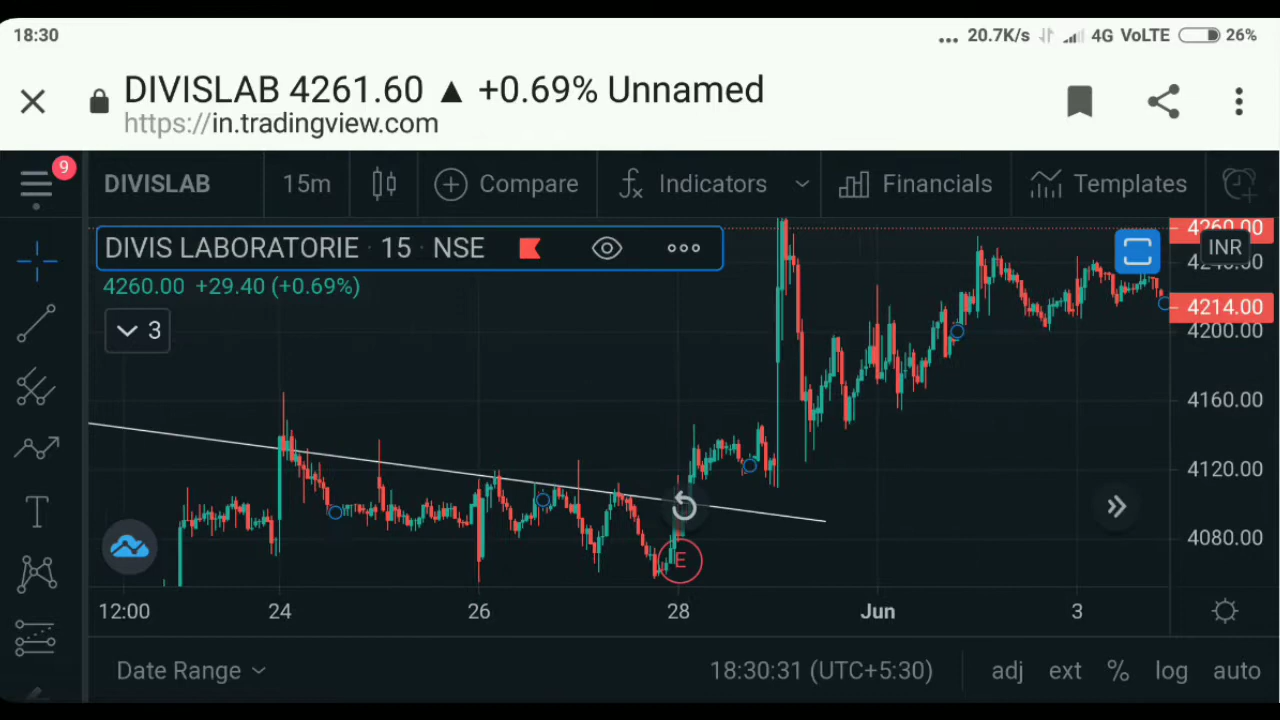 18:30
... 20.7K/s 4G VoLTE 26%
DIVISLAB 4261.60 ▲ +0.69% Unnamed
https://in.tradingview.com
9
DIVISLAB 15m Compare Indicators Financials Templates
DIVIS LABORATORIE · 15 · NSE
4260.00
INR
4240.00
4260.00 +29.40 (+0.69%)
4214.00
3
4200.00
4160.00
4120.00
4080.00
E
12:00 24 26 28 Jun 3
Date Range 18:30:31 (UTC+5:30) adj ext % log auto